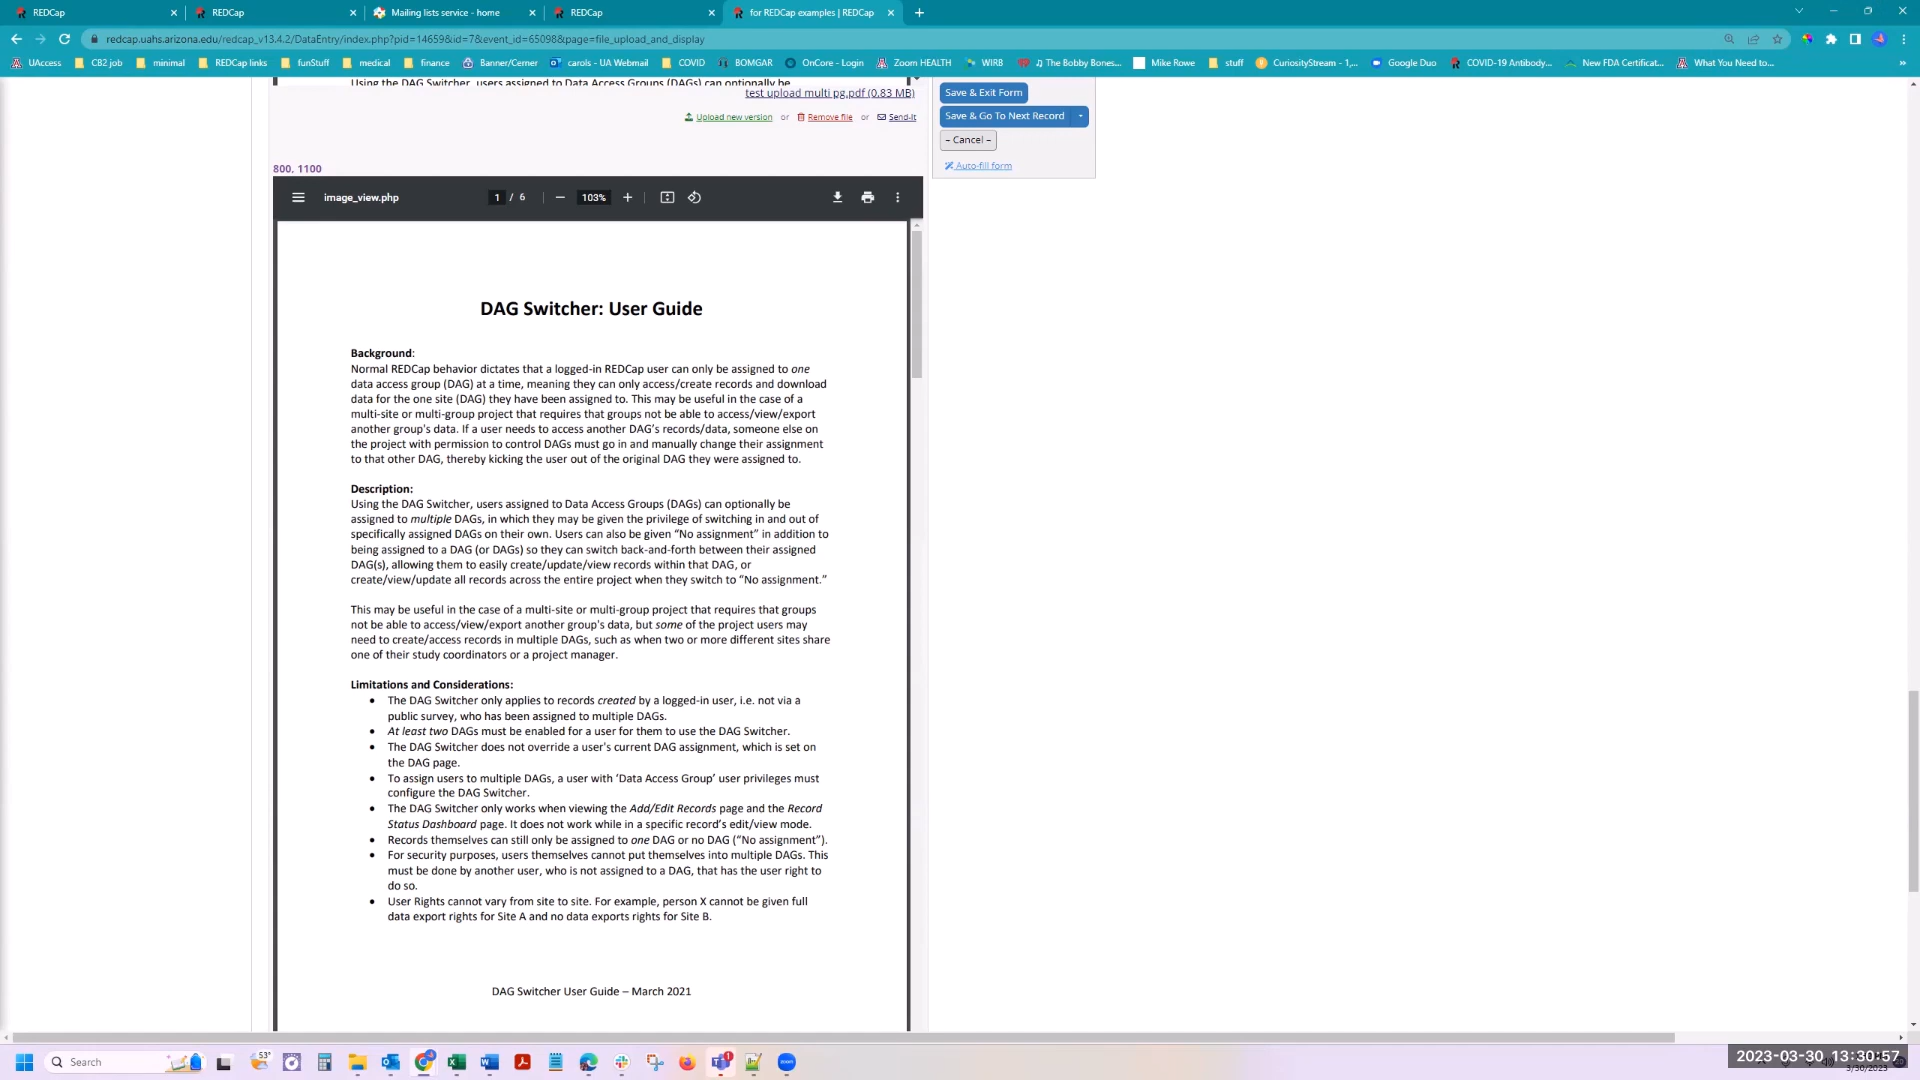 REDCap
REDCap
Mailing lists service - home
REDCap
for REDCap examples | REDCap
redcap.uahs.arizona.edu/redcap_v13.4.2/DataEntry/index.php?pid=14659&id=7&event_id=65098&page=file_upload_and_display
UAccess
CB2 job
minimal
REDCap links
funStuff
medical
finance
Banner/Cerner
carols - UA Webmail
COVID
BOMGAR
OnCore - Login
Zoom HEALTH
WIRB
The Bobby Bones...
Mike Rowe
stuff
CuriosityStream - 1,...
Google Duo
COVID-19 Antibody...
New FDA Certificat...
What You Need to...
»
Using the DAG Switcher, users assigned to Data Access Groups (DAGs) can optionally be
test upload multi pg.pdf (0.83 MB)
Upload new version or Remove file or Send-It
Save & Exit Form
Save & Go To Next Record
– Cancel –
Auto-fill form
800, 1100
image_view.php
1 / 6
103%
DAG Switcher: User Guide
Background:
Normal REDCap behavior dictates that a logged-in REDCap user can only be assigned to one
data access group (DAG) at a time, meaning they can only access/create records and download
data for the one site (DAG) they have been assigned to. This may be useful in the case of a
multi-site or multi-group project that requires that groups not be able to access/view/export
another group's data. If a user needs to access another DAG's records/data, someone else on
the project with permission to control DAGs must go in and manually change their assignment
to that other DAG, thereby kicking the user out of the original DAG they were assigned to.
Description:
Using the DAG Switcher, users assigned to Data Access Groups (DAGs) can optionally be
assigned to multiple DAGs, in which they may be given the privilege of switching in and out of
specifically assigned DAGs on their own. Users can also be given “No assignment” in addition to
being assigned to a DAG (or DAGs) so they can switch back-and-forth between their assigned
DAG(s), allowing them to easily create/update/view records within that DAG, or
create/view/update all records across the entire project when they switch to “No assignment.”
This may be useful in the case of a multi-site or multi-group project that requires that groups
not be able to access/view/export another group's data, but some of the project users may
need to create/access records in multiple DAGs, such as when two or more different sites share
one of their study coordinators or a project manager.
Limitations and Considerations:
• The DAG Switcher only applies to records created by a logged-in user, i.e. not via a
public survey, who has been assigned to multiple DAGs.
• At least two DAGs must be enabled for a user for them to use the DAG Switcher.
• The DAG Switcher does not override a user's current DAG assignment, which is set on
the DAG page.
• To assign users to multiple DAGs, a user with ‘Data Access Group’ user privileges must
configure the DAG Switcher.
• The DAG Switcher only works when viewing the Add/Edit Records page and the Record
Status Dashboard page. It does not work while in a specific record's edit/view mode.
• Records themselves can still only be assigned to one DAG or no DAG (“No assignment”).
• For security purposes, users themselves cannot put themselves into multiple DAGs. This
must be done by another user, who is not assigned to a DAG, that has the user right to
do so.
• User Rights cannot vary from site to site. For example, person X cannot be given full
data export rights for Site A and no data exports rights for Site B.
DAG Switcher User Guide – March 2021
Search
53°
1
zoom
2023-03-30 13:30:57
3/30/2023